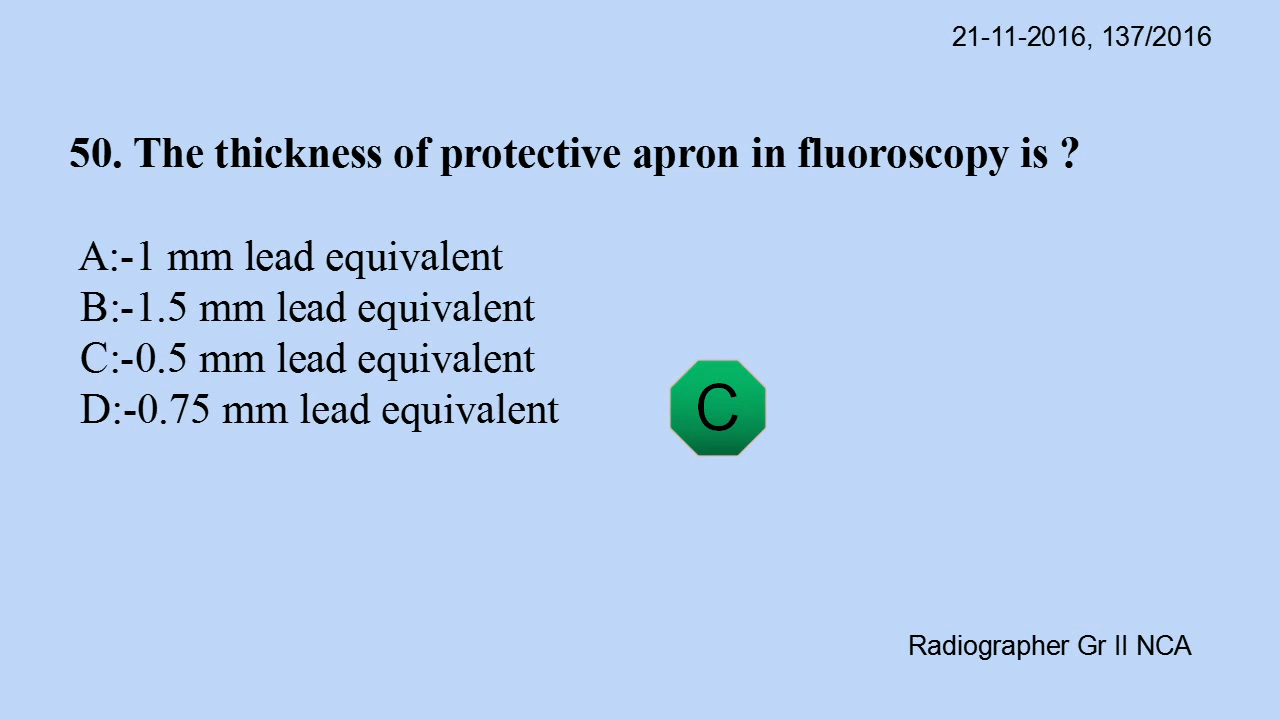 21-11-2016, 137/2016
50. The thickness of protective apron in fluoroscopy is ?
A:-1 mm lead equivalent
B:-1.5 mm lead equivalent
C:-0.5 mm lead equivalent
D:-0.75 mm lead equivalent
C
Radiographer Gr II NCA